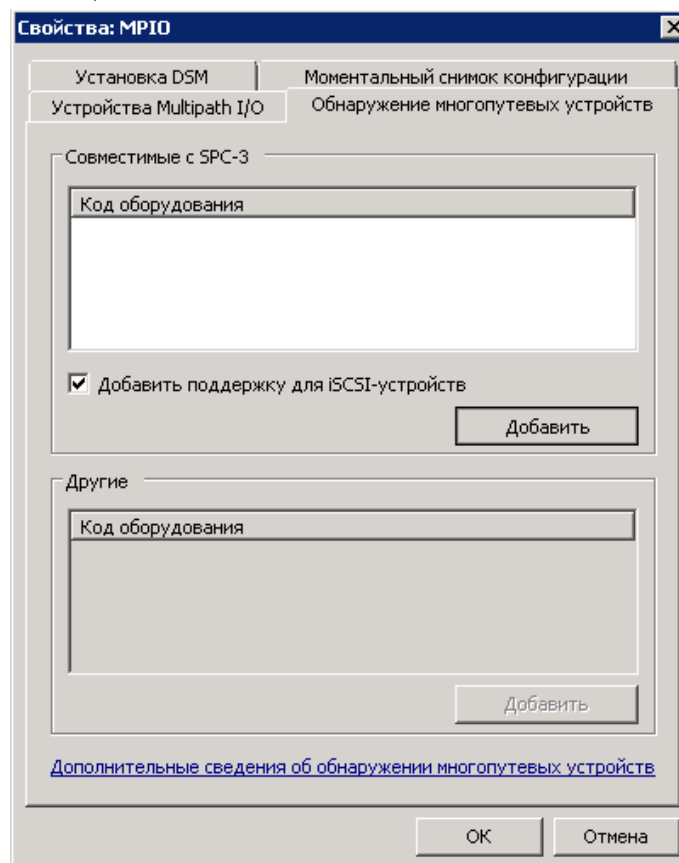 Свойства: MPIO
Установка DSM
Моментальный снимок конфигурации
Устройства Multipath I/O
Обнаружение многопутевых устройств
Совместимые с SPC-3
Код оборудования
Добавить поддержку для iSCSI-устройств
Добавить
Другие
Код оборудования
Добавить
Дополнительные сведения об обнаружении многопутевых устройств
ОК
Отмена